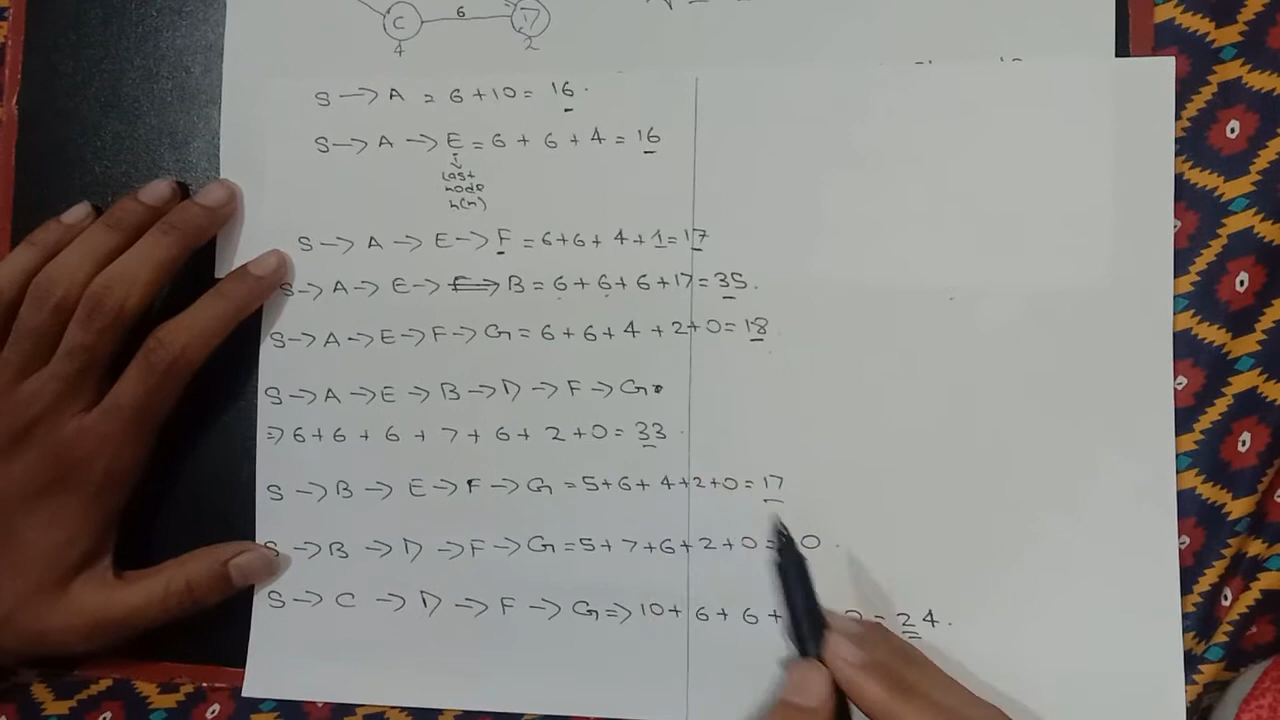 C 6 D
4 2
S → A = 6 + 10 = 16
S → A → E = 6 + 6 + 4 = 16
↓
last
node
h(n)
S → A → E → F = 6+6+4+1=17
S → A → E → B = 6+6+6+17=35.
S → A → E → F → G = 6+6+4+2+0=18
S → A → E → B → D → F → G
⇒ 6+6+6+7+6+2+0=33
S → B → E → F → G = 5+6+4+2+0=17
S → B → D → F → G = 5+7+6+2+0= 0
S → C → D → F → G ⇒ 10+6+6+ = 24.